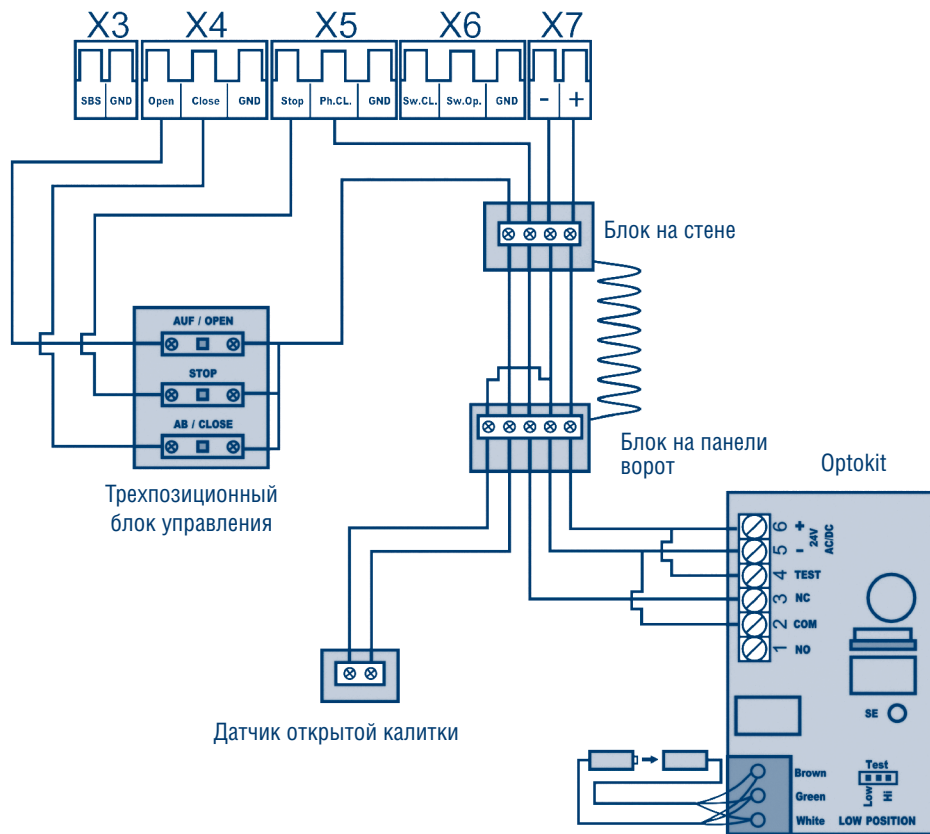 X3 X4 X5 X6 X7
SBS GND Open Close GND Stop Ph.CL. GND Sw.CL. Sw.Op. GND - +
Блок на стене
AUF / OPEN
STOP
AB / CLOSE
Трехпозиционный
блок управления
Блок на панели
ворот
Optokit
6 +
5 -
24V
AC/DC
4 TEST
3 NC
2 COM
1 NO
SE
Датчик открытой калитки
Brown
Green
White
Test
Low Hi
LOW POSITION